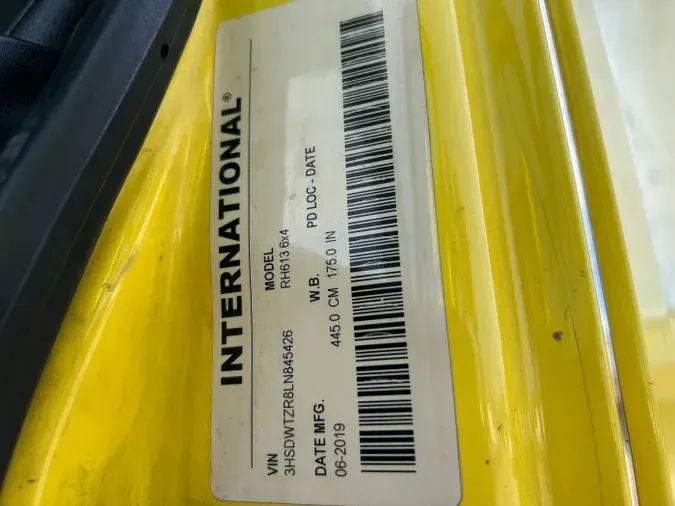 INTERNATIONAL®
VIN MODEL
3HSDWTZR8LN845426 RH613 6x4
DATE MFG. W.B. PD LOC - DATE
06-2019 445.0 CM 175.0 IN